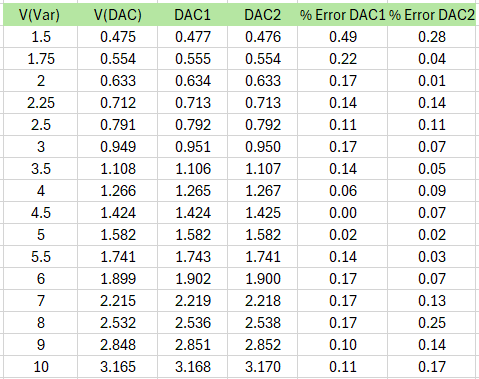 V(Var) V(DAC) DAC1 DAC2 % Error DAC1 % Error DAC2
1.5 0.475 0.477 0.476 0.49 0.28
1.75 0.554 0.555 0.554 0.22 0.04
2 0.633 0.634 0.633 0.17 0.01
2.25 0.712 0.713 0.713 0.14 0.14
2.5 0.791 0.792 0.792 0.11 0.11
3 0.949 0.951 0.950 0.17 0.07
3.5 1.108 1.106 1.107 0.14 0.05
4 1.266 1.265 1.267 0.06 0.09
4.5 1.424 1.424 1.425 0.00 0.07
5 1.582 1.582 1.582 0.02 0.02
5.5 1.741 1.743 1.741 0.14 0.03
6 1.899 1.902 1.900 0.17 0.07
7 2.215 2.219 2.218 0.17 0.13
8 2.532 2.536 2.538 0.17 0.25
9 2.848 2.851 2.852 0.10 0.14
10 3.165 3.168 3.170 0.11 0.17